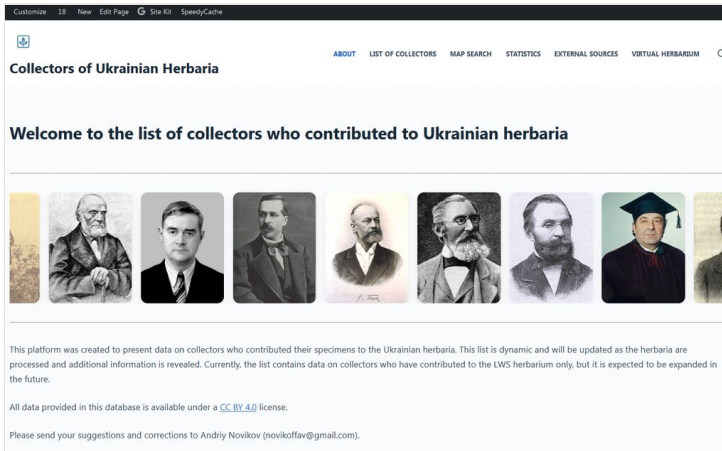 Customize 18 New Edit Page Site Kit SpeedyCache
Collectors of Ukrainian Herbaria
ABOUT LIST OF COLLECTORS MAP SEARCH STATISTICS EXTERNAL SOURCES VIRTUAL HERBARIUM
Welcome to the list of collectors who contributed to Ukrainian herbaria
This platform was created to present data on collectors who contributed their specimens to the Ukrainian herbaria. This list is dynamic and will be updated as the herbaria are
processed and additional information is revealed. Currently, the list contains data on collectors who have contributed to the LWS herbarium only, but it is expected to be expanded in
the future.
All data provided in this database is available under a CC BY 4.0 license.
Please send your suggestions and corrections to Andriy Novikov (novikoffav@gmail.com).